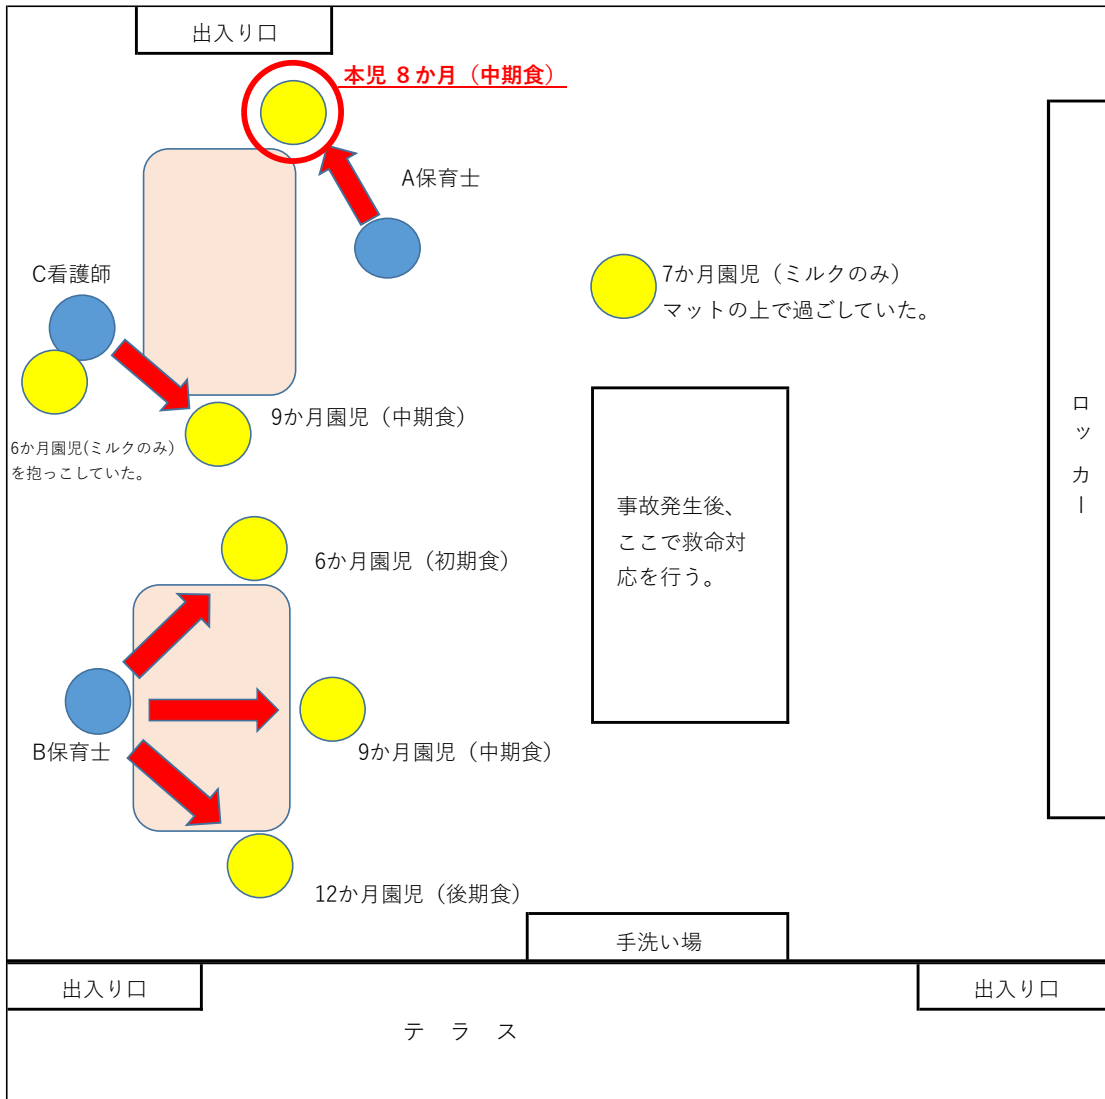 出入り口
本児 8か月（中期食）
A保育士
C看護師
7か月園児（ミルクのみ）
マットの上で過ごしていた。
9か月園児（中期食）
6か月園児(ミルクのみ)
を抱っこしていた。
ロッカー
事故発生後、
ここで救命対
応を行う。
6か月園児（初期食）
B保育士
9か月園児（中期食）
12か月園児（後期食）
手洗い場
出入り口
出入り口
テ ラ ス